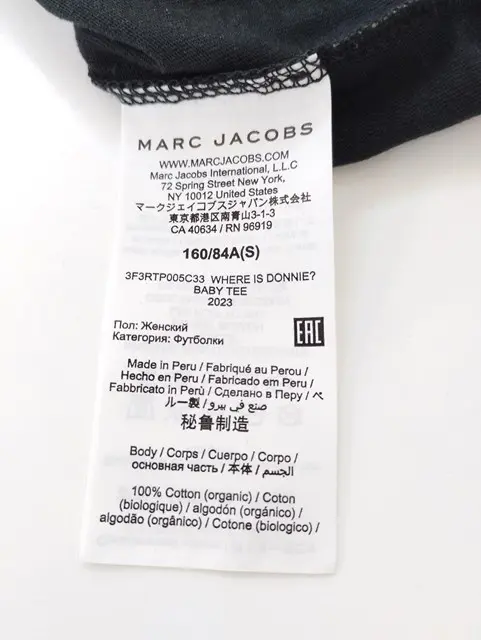 MARC JACOBS
WWW.MARCJACOBS.COM
Marc Jacobs International, L.L.C
72 Spring Street New York,
NY 10012 United States
マークジェイコブスジャパン株式会社
東京都港区南青山3-1-3
CA 40634 / RN 96919
160/84A(S)
3F3RTP005C33 WHERE IS DONNIE?
BABY TEE
2023
Пол: Женский
Категория: Футболки
EAC
Made in Peru / Fabriqué au Perou /
Hecho en Peru / Fabricado em Peru /
Fabbricato in Perù / Сделано в Перу / ペ
ルー製 / صنع في بيرو /
秘鲁制造
Body / Corps / Cuerpo / Corpo /
основная часть / 本体 / الجسم /
100% Cotton (organic) / Coton
(biologique) / algodón (orgánico) /
algodão (orgânico) / Cotone (biologico) /